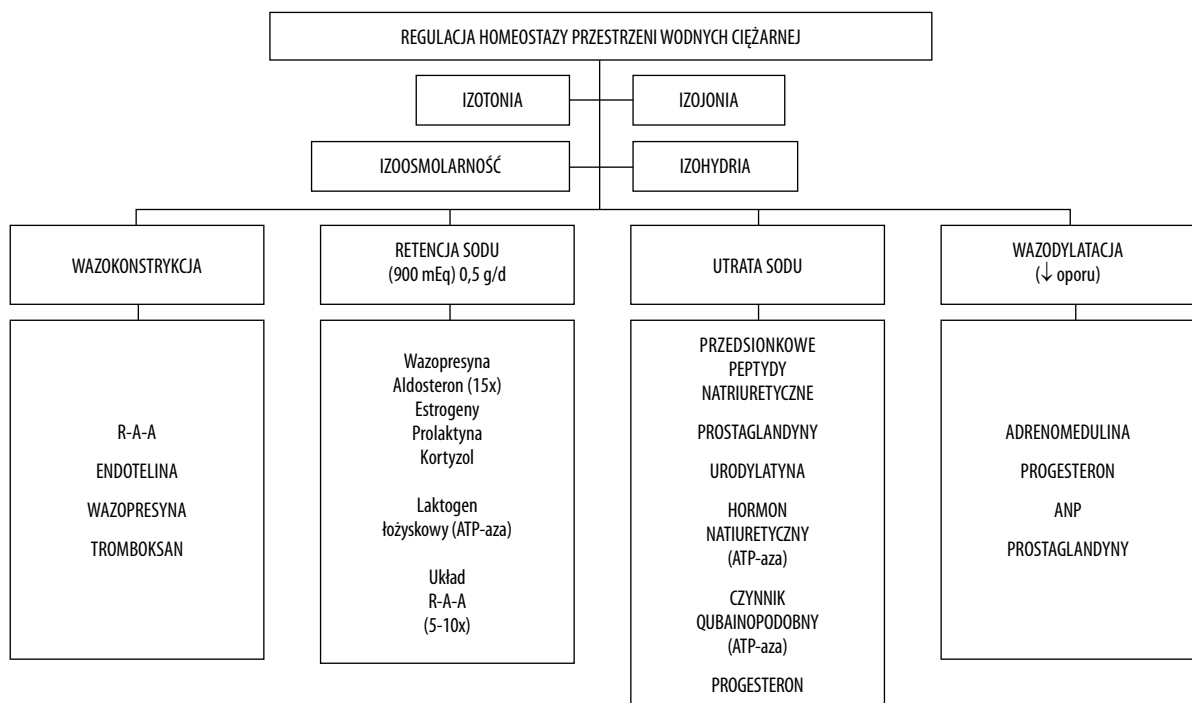 REGULACJA HOMEOSTAZY PRZESTRZENI WODNYCH CIĘŻARNEJ
IZOTONIA
IZOJONIA
IZOOSMOLARNOŚĆ
IZOHYDRIA
WAZOKONSTRYKCJA
RETENCJA SODU
(900 mEq) 0,5 g/d
UTRATA SODU
WAZODYLATACJA
(↓ oporu)
R-A-A
ENDOTELINA
WAZOPRESYNA
TROMBOKSAN
Wazopresyna
Aldosteron (15x)
Estrogeny
Prolaktyna
Kortyzol
Laktogen
łożyskowy (ATP-aza)
Układ
R-A-A
(5-10x)
PRZEDSIONKOWE
PEPTYDY
NATRIURETYCZNE
PROSTAGLANDYNY
URODYLATYNA
HORMON
NATIURETYCZNY
(ATP-aza)
CZYNNIK
QUBAINOPODOBNY
(ATP-aza)
PROGESTERON
ADRENOMEDULINA
PROGESTERON
ANP
PROSTAGLANDYNY